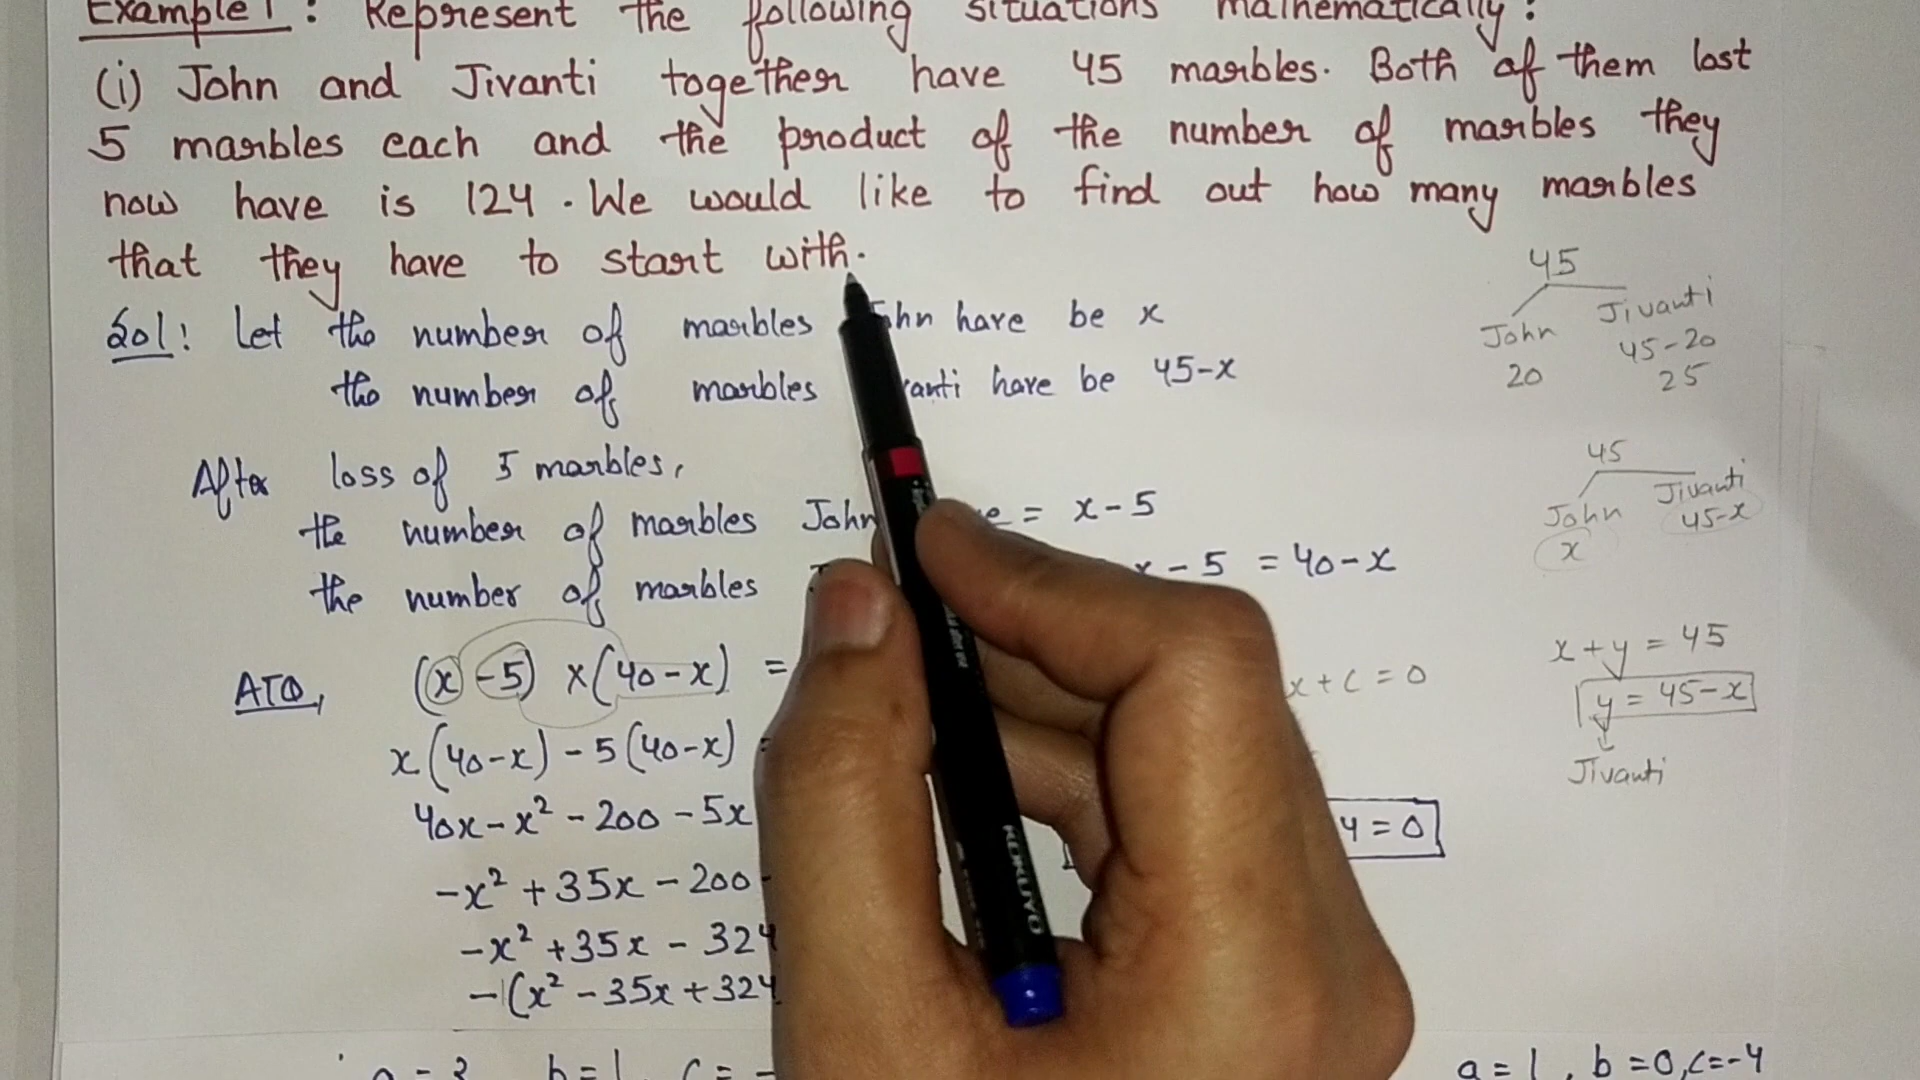 Example 1 : Represent the following situations mathematically :
(i) John and Jivanti together have 45 marbles. Both of them lost
5 marbles each and the product of the number of marbles they
now have is 124. We would like to find out how many marbles
that they have to start with.
Sol! Let the number of marbles John have be x
the number of marbles have be 45-x
After loss of 5 marbles,
the number of marbles John = x-5
the number of marbles x-5 = 40-x
ATQ, (x-5) x (40-x) =
x(40-x) - 5(40-x)
40x - x² - 200 - 5x
-x² + 35x - 200
-x² + 35x - 324
-(x² - 35x + 324
x + c = 0
4 = 0
45
John Jivanti
20 45-20
25
45
John Jivanti
x 45-x
x + y = 45
y = 45-x
Jivanti
KOKUYO
b = 1, c = -
a = 1, b = 0, c = -4